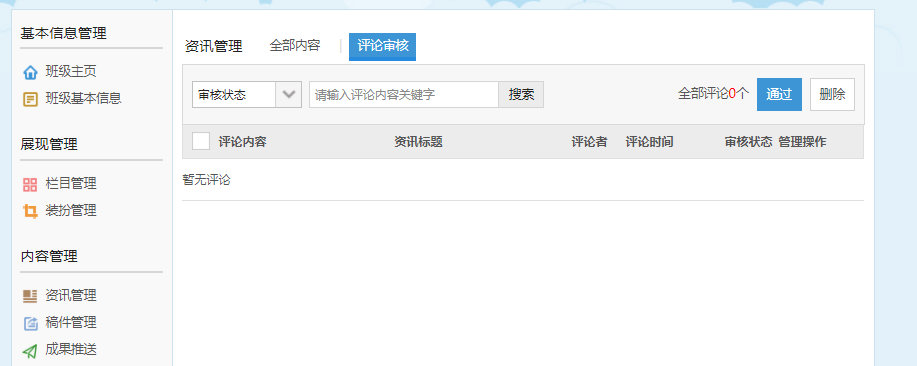 基本信息管理
班级主页
班级基本信息
展现管理
栏目管理
装扮管理
内容管理
资讯管理
稿件管理
成果推送
资讯管理 全部内容 评论审核
审核状态 请输入评论内容关键字 搜索 全部评论0个 通过 删除
评论内容 资讯标题 评论者 评论时间 审核状态 管理操作
暂无评论